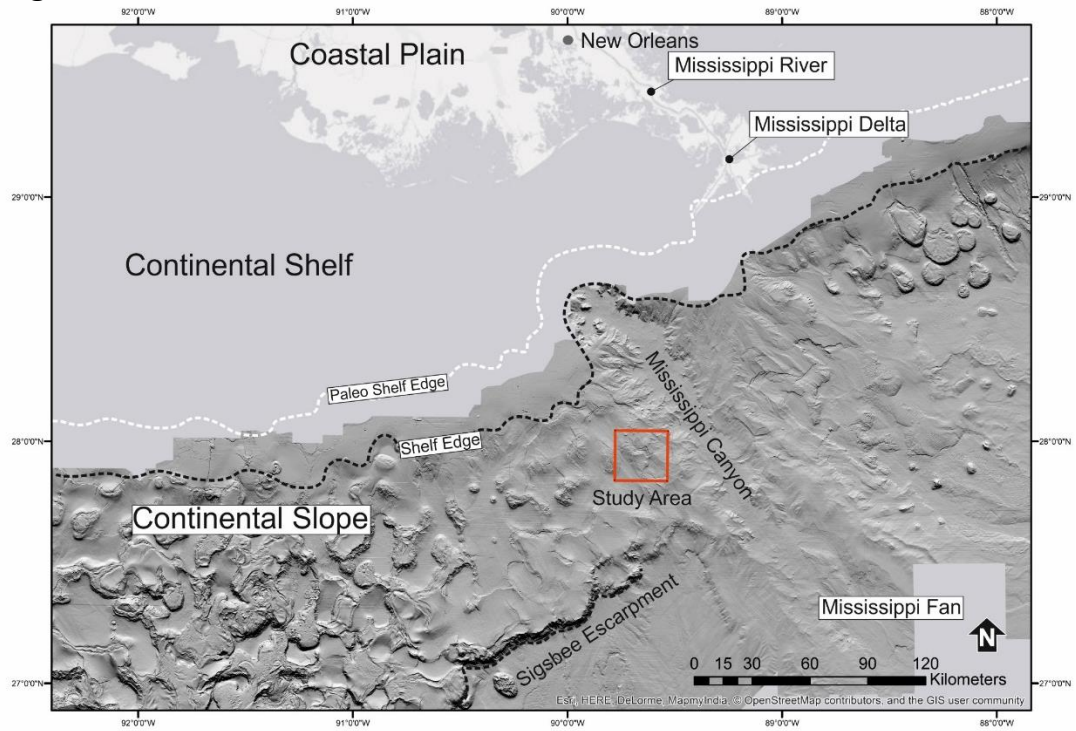 92°0'0"W
91°0'0"W
90°0'0"W
89°0'0"W
88°0'0"W
Coastal Plain
New Orleans
Mississippi River
Mississippi Delta
29°0'0"N
29°0'0"N
Continental Shelf
Paleo Shelf Edge
Shelf Edge
Mississippi Canyon
28°0'0"N
28°0'0"N
Study Area
Continental Slope
Sigsbee Escarpment
Mississippi Fan
N
0 15 30 60 90 120
Kilometers
27°0'0"N
27°0'0"N
Esri, HERE, DeLorme, MapmyIndia, © OpenStreetMap contributors, and the GIS user community
92°0'0"W
91°0'0"W
90°0'0"W
89°0'0"W
88°0'0"W